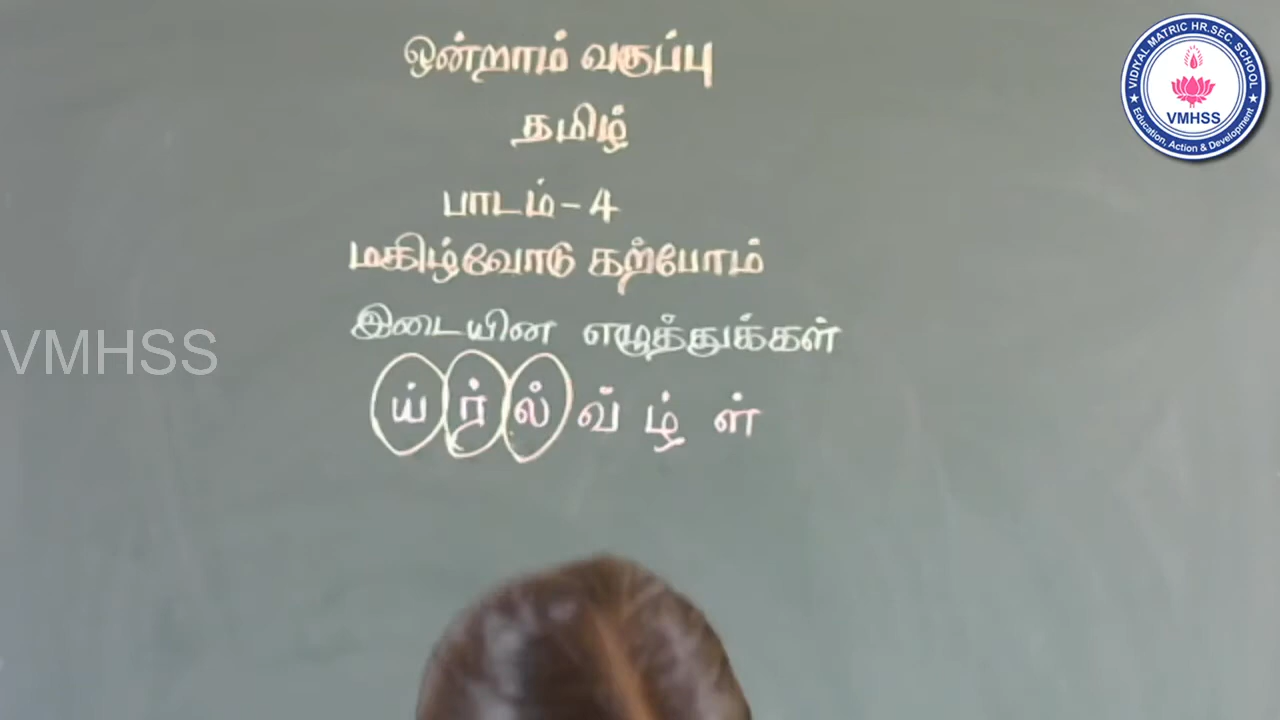 ஒன்றாம் வகுப்பு
தமிழ்
பாடம் - 4
மகிழ்வோடு கற்போம்
இடையின எழுத்துக்கள்
ய் ர் ல் வ் ழ் ள்
VMHSS
VIDIYAL MATRIC HR.SEC. SCHOOL
VMHSS
Education, Action & Development